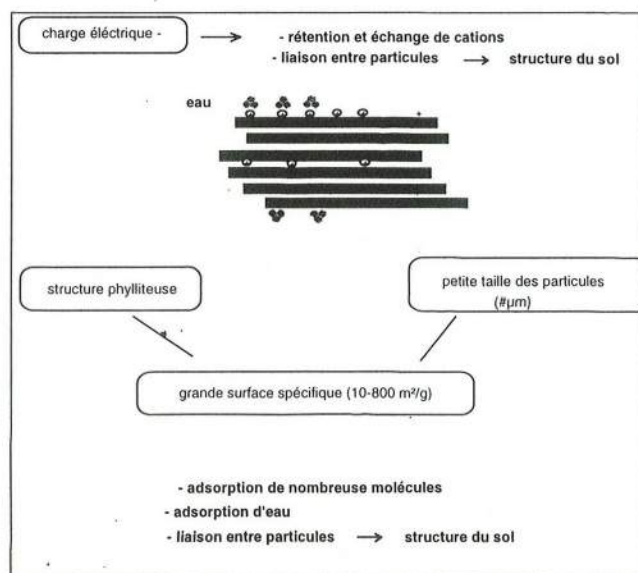 charge éléctrique -
- rétention et échange de cations
- liaison entre particules → structure du sol
eau
structure phylliteuse
petite taille des particules
(#µm)
grande surface spécifique (10-800 m²/g)
- adsorption de nombreuse molécules
- adsorption d'eau
- liaison entre particules → structure du sol